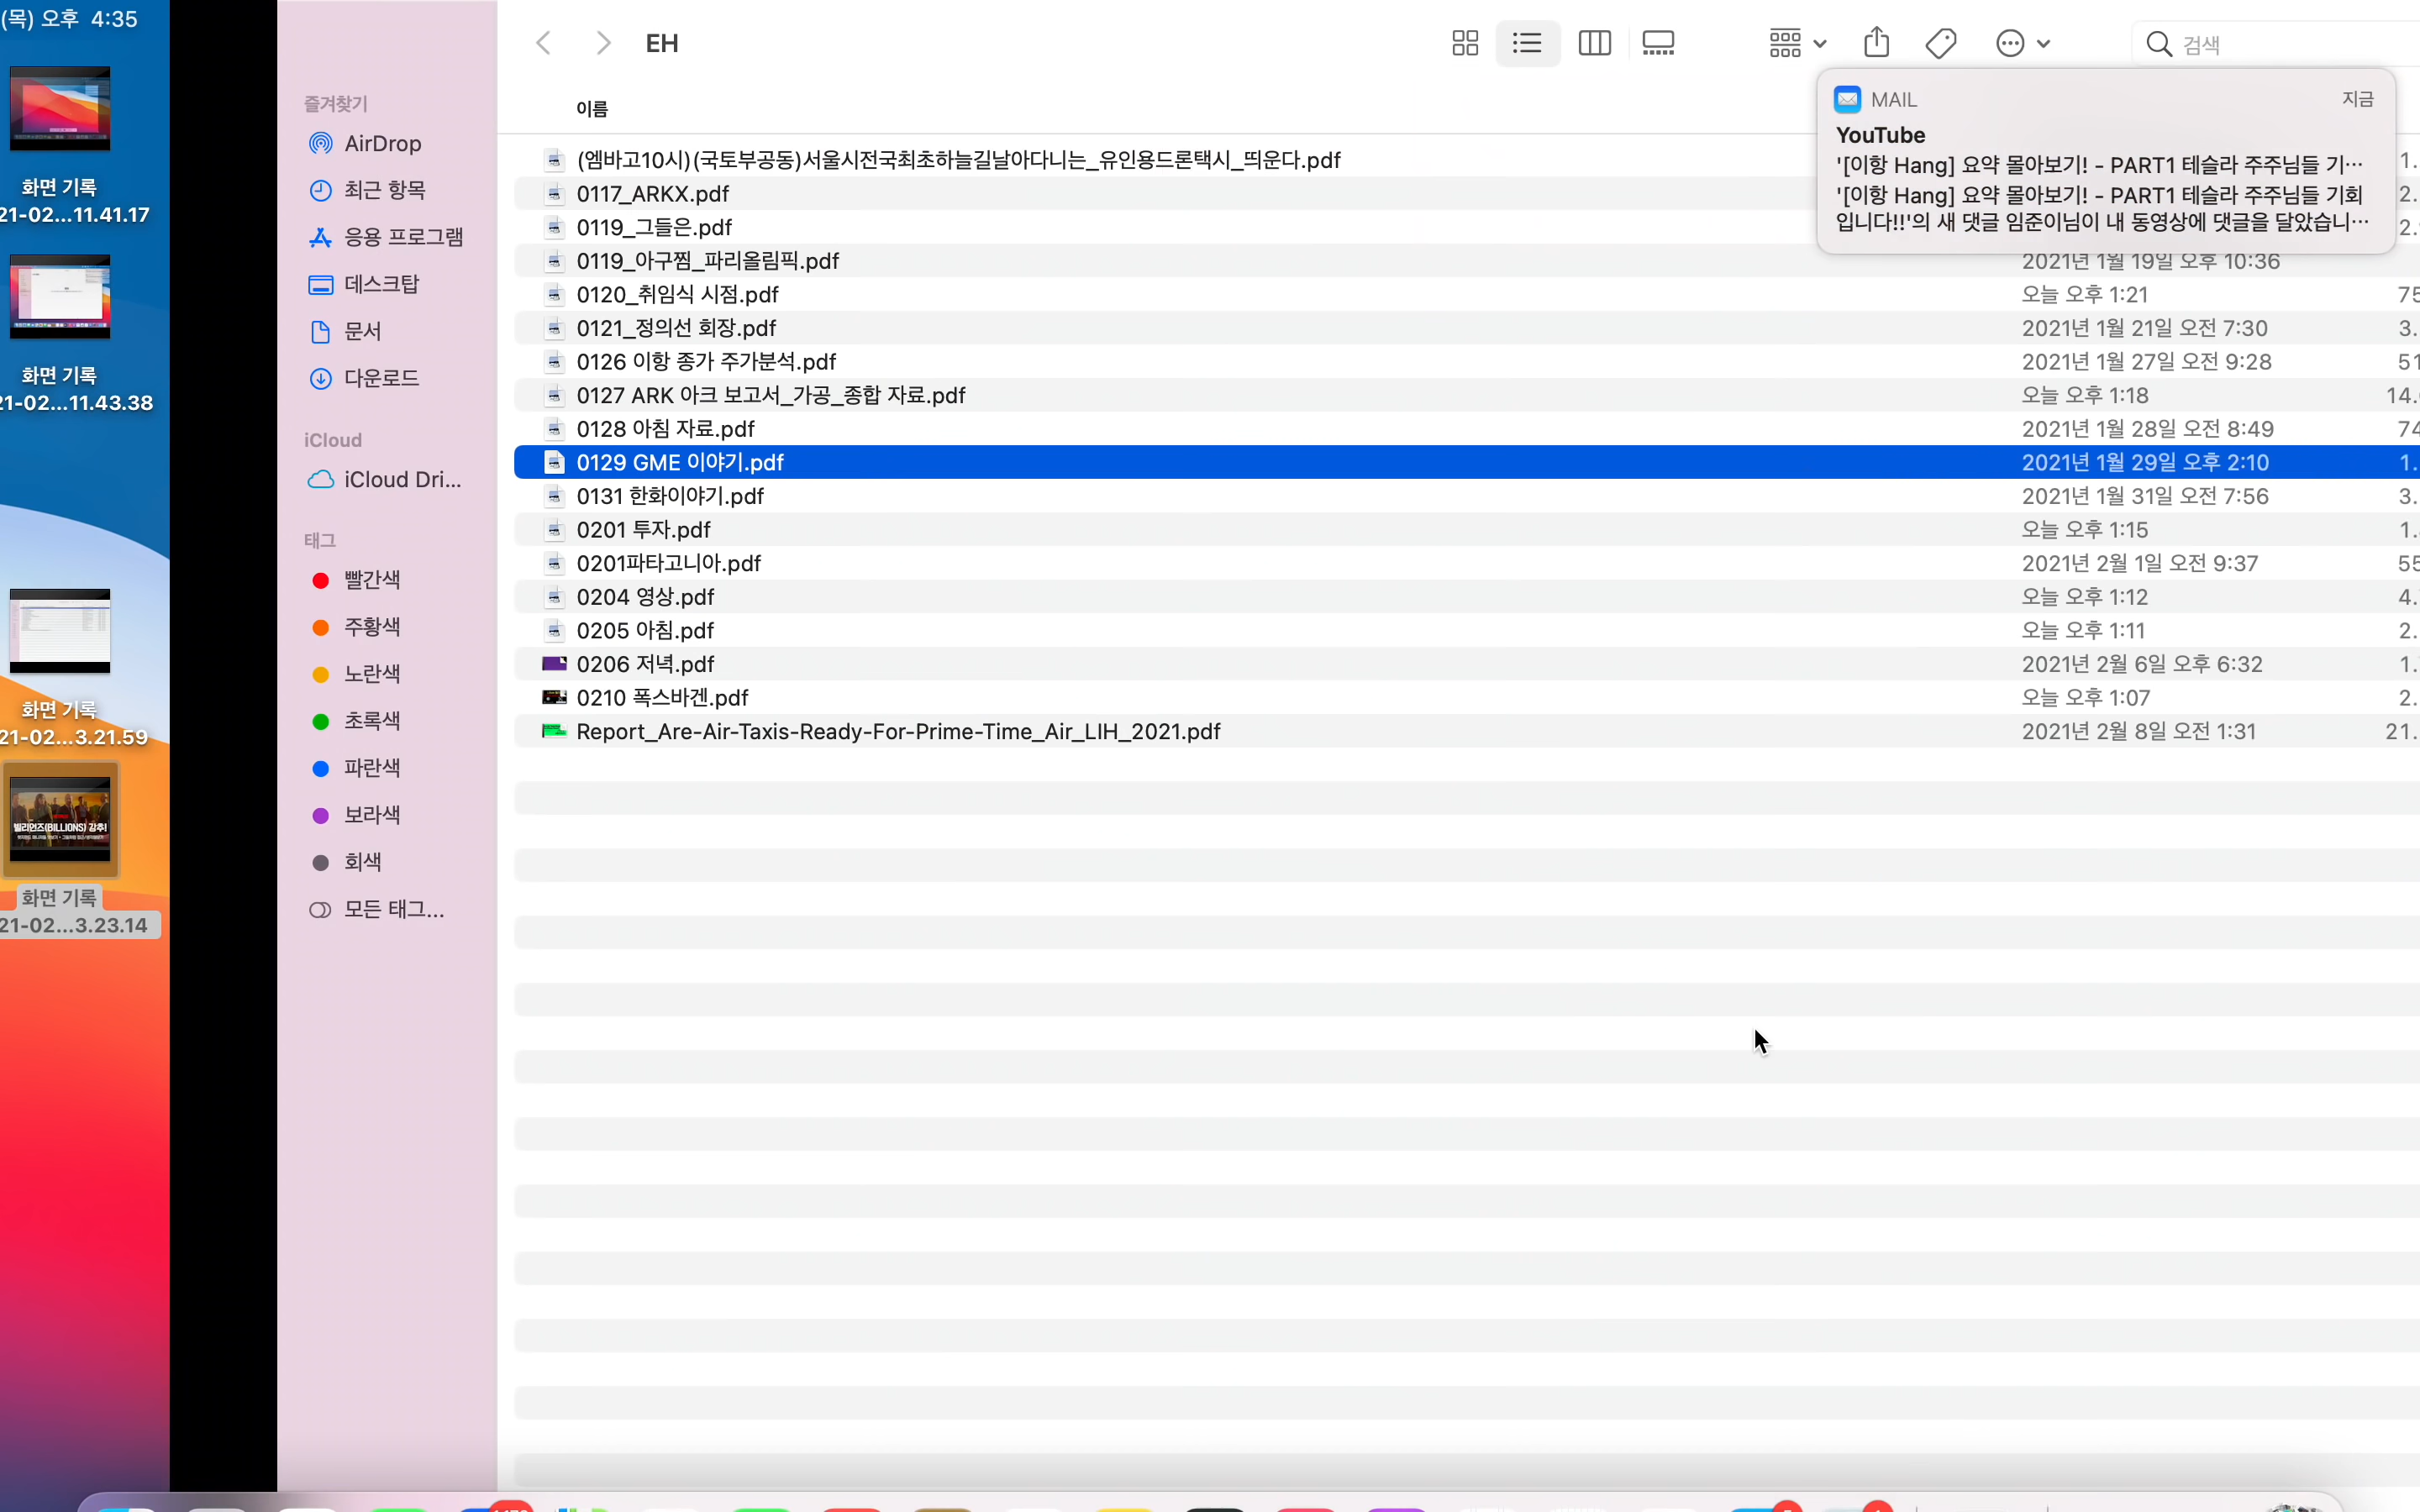 (목) 오후 4:35
화면 기록
21-02...11.41.17
화면 기록
21-02...11.43.38
화면 기록
21-02...3.21.59
빌리언즈(BILLIONS) 강추!
화면 기록
21-02...3.23.14
즐겨찾기
AirDrop
최근 항목
응용 프로그램
데스크탑
문서
다운로드
iCloud
iCloud Dri...
태그
빨간색
주황색
노란색
초록색
파란색
보라색
회색
모든 태그...
EH
검색
이름
(엠바고10시)(국토부공동)서울시전국최초하늘길날아다니는_유인용드론택시_띄운다.pdf
0117_ARKX.pdf
0119_그들은.pdf
0119_아구찜_파리올림픽.pdf 2021년 1월 19일 오후 10:36
0120_취임식 시점.pdf 오늘 오후 1:21
0121_정의선 회장.pdf 2021년 1월 21일 오전 7:30
0126 이항 종가 주가분석.pdf 2021년 1월 27일 오전 9:28
0127 ARK 아크 보고서_가공_종합 자료.pdf 오늘 오후 1:18
0128 아침 자료.pdf 2021년 1월 28일 오전 8:49
0129 GME 이야기.pdf 2021년 1월 29일 오후 2:10
0131 한화이야기.pdf 2021년 1월 31일 오전 7:56
0201 투자.pdf 오늘 오후 1:15
0201파타고니아.pdf 2021년 2월 1일 오전 9:37
0204 영상.pdf 오늘 오후 1:12
0205 아침.pdf 오늘 오후 1:11
0206 저녁.pdf 2021년 2월 6일 오후 6:32
0210 폭스바겐.pdf 오늘 오후 1:07
Report_Are-Air-Taxis-Ready-For-Prime-Time_Air_LIH_2021.pdf 2021년 2월 8일 오전 1:31
MAIL 지금
YouTube
'[이항 Hang] 요약 몰아보기! - PART1 테슬라 주주님들 기…
'[이항 Hang] 요약 몰아보기! - PART1 테슬라 주주님들 기회
입니다!!'의 새 댓글 임준이님이 내 동영상에 댓글을 달았습니…